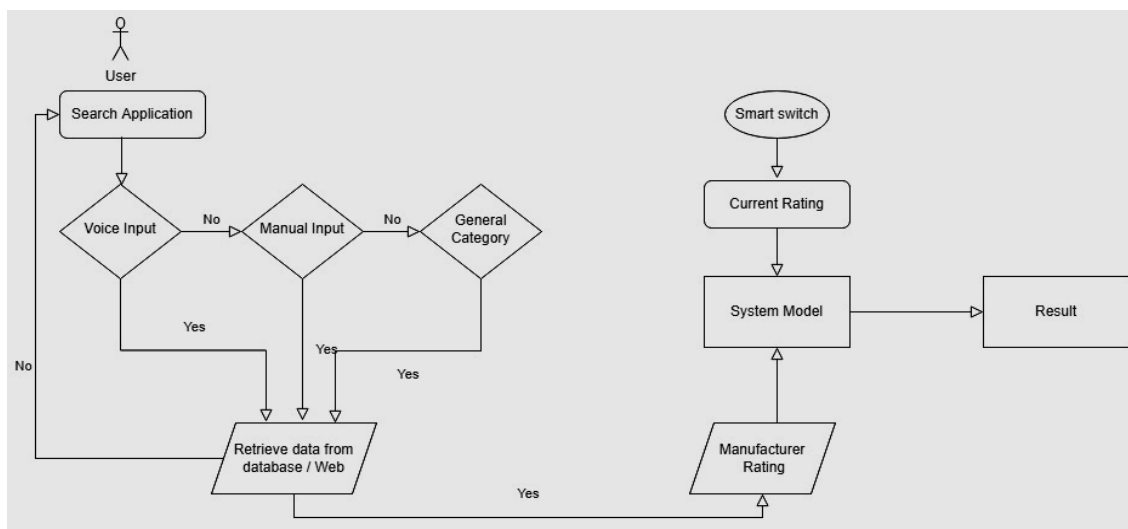 User
Search Application
Smart switch
Current Rating
Voice Input
No
Manual Input
No
General
Category
System Model
Result
Yes
Yes
Yes
No
Retrieve data from
database / Web
Manufacturer
Rating
Yes